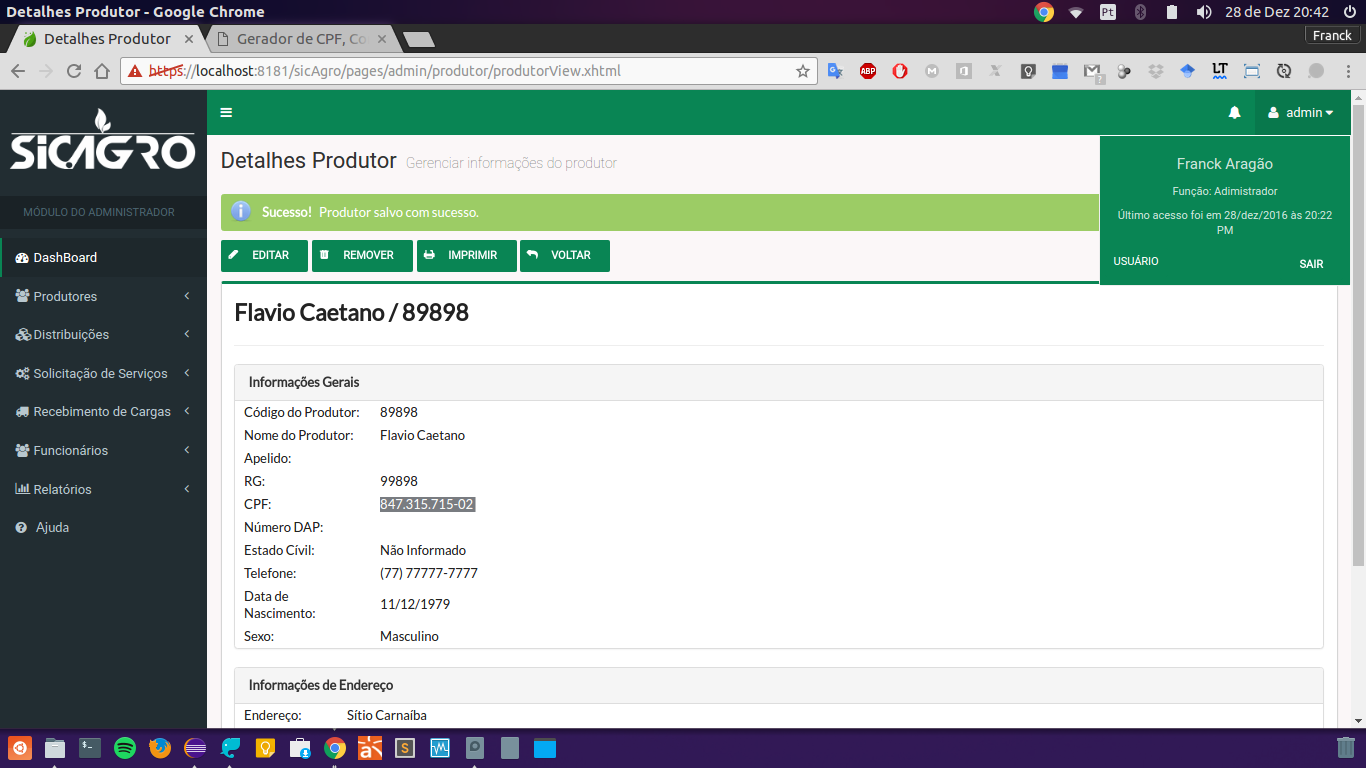 Detalhes Produtor - Google Chrome
Pt
28 de Dez 20:42
Detalhes Produtor
Gerador de CPF, Co
Franck
https://localhost:8181/sicAgro/pages/admin/produtor/produtorView.xhtml
ABP
LT
SICAGRO
admin
MÓDULO DO ADMINISTRADOR
DashBoard
Produtores
Distribuições
Solicitação de Serviços
Recebimento de Cargas
Funcionários
Relatórios
Ajuda
Detalhes Produtor Gerenciar informações do produtor
Sucesso! Produtor salvo com sucesso.
EDITAR
REMOVER
IMPRIMIR
VOLTAR
Franck Aragão
Função: Adimistrador
Último acesso foi em 28/dez/2016 às 20:22
PM
USUÁRIO
SAIR
Flavio Caetano / 89898
Informações Gerais
Código do Produtor: 89898
Nome do Produtor: Flavio Caetano
Apelido:
RG: 99898
CPF: 847.315.715-02
Número DAP:
Estado Cívil: Não Informado
Telefone: (77) 77777-7777
Data de
Nascimento: 11/12/1979
Sexo: Masculino
Informações de Endereço
Endereço: Sítio Carnaíba